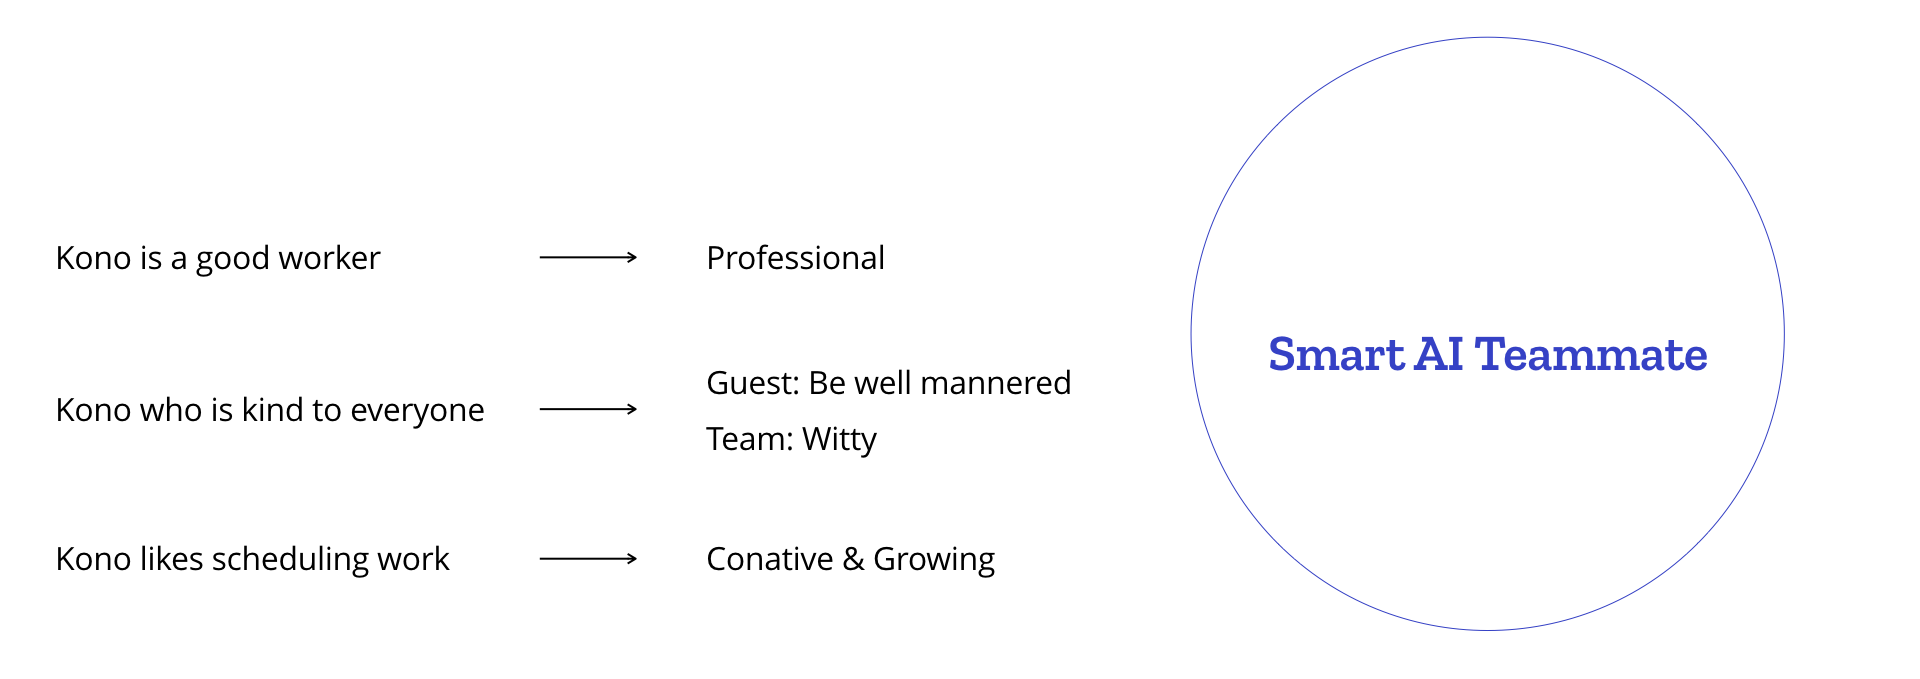 Kono is a good worker
Professional
Kono who is kind to everyone
Guest: Be well mannered
Team: Witty
Kono likes scheduling work
Conative & Growing
Smart AI Teammate